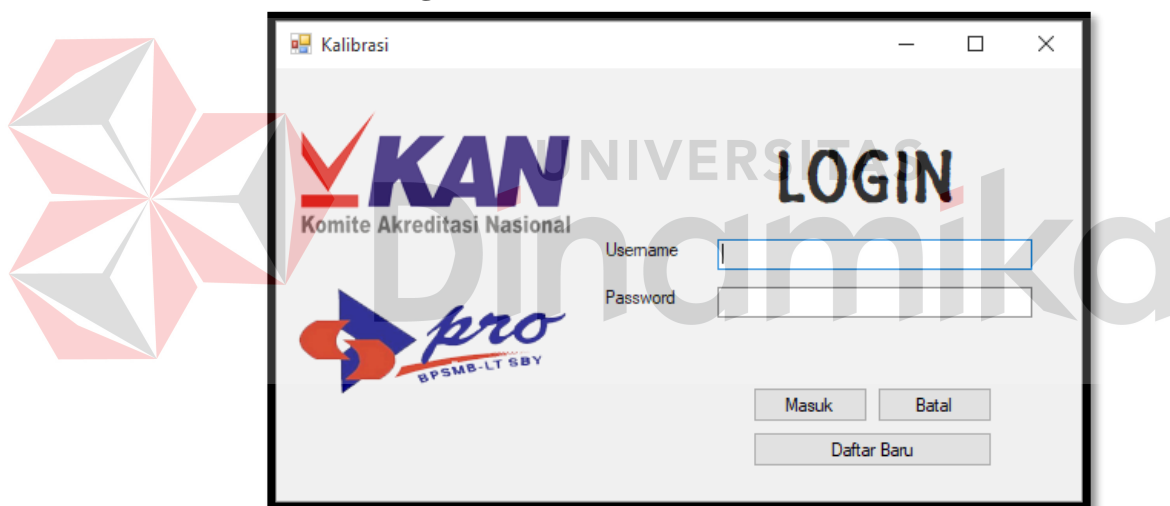 Kalibrasi
KAN
Komite Akreditasi Nasional
UNIVERSITAS
Dinamika
LOGIN
Username
Password
pro
BPSMB-LT SBY
Masuk
Batal
Daftar Baru